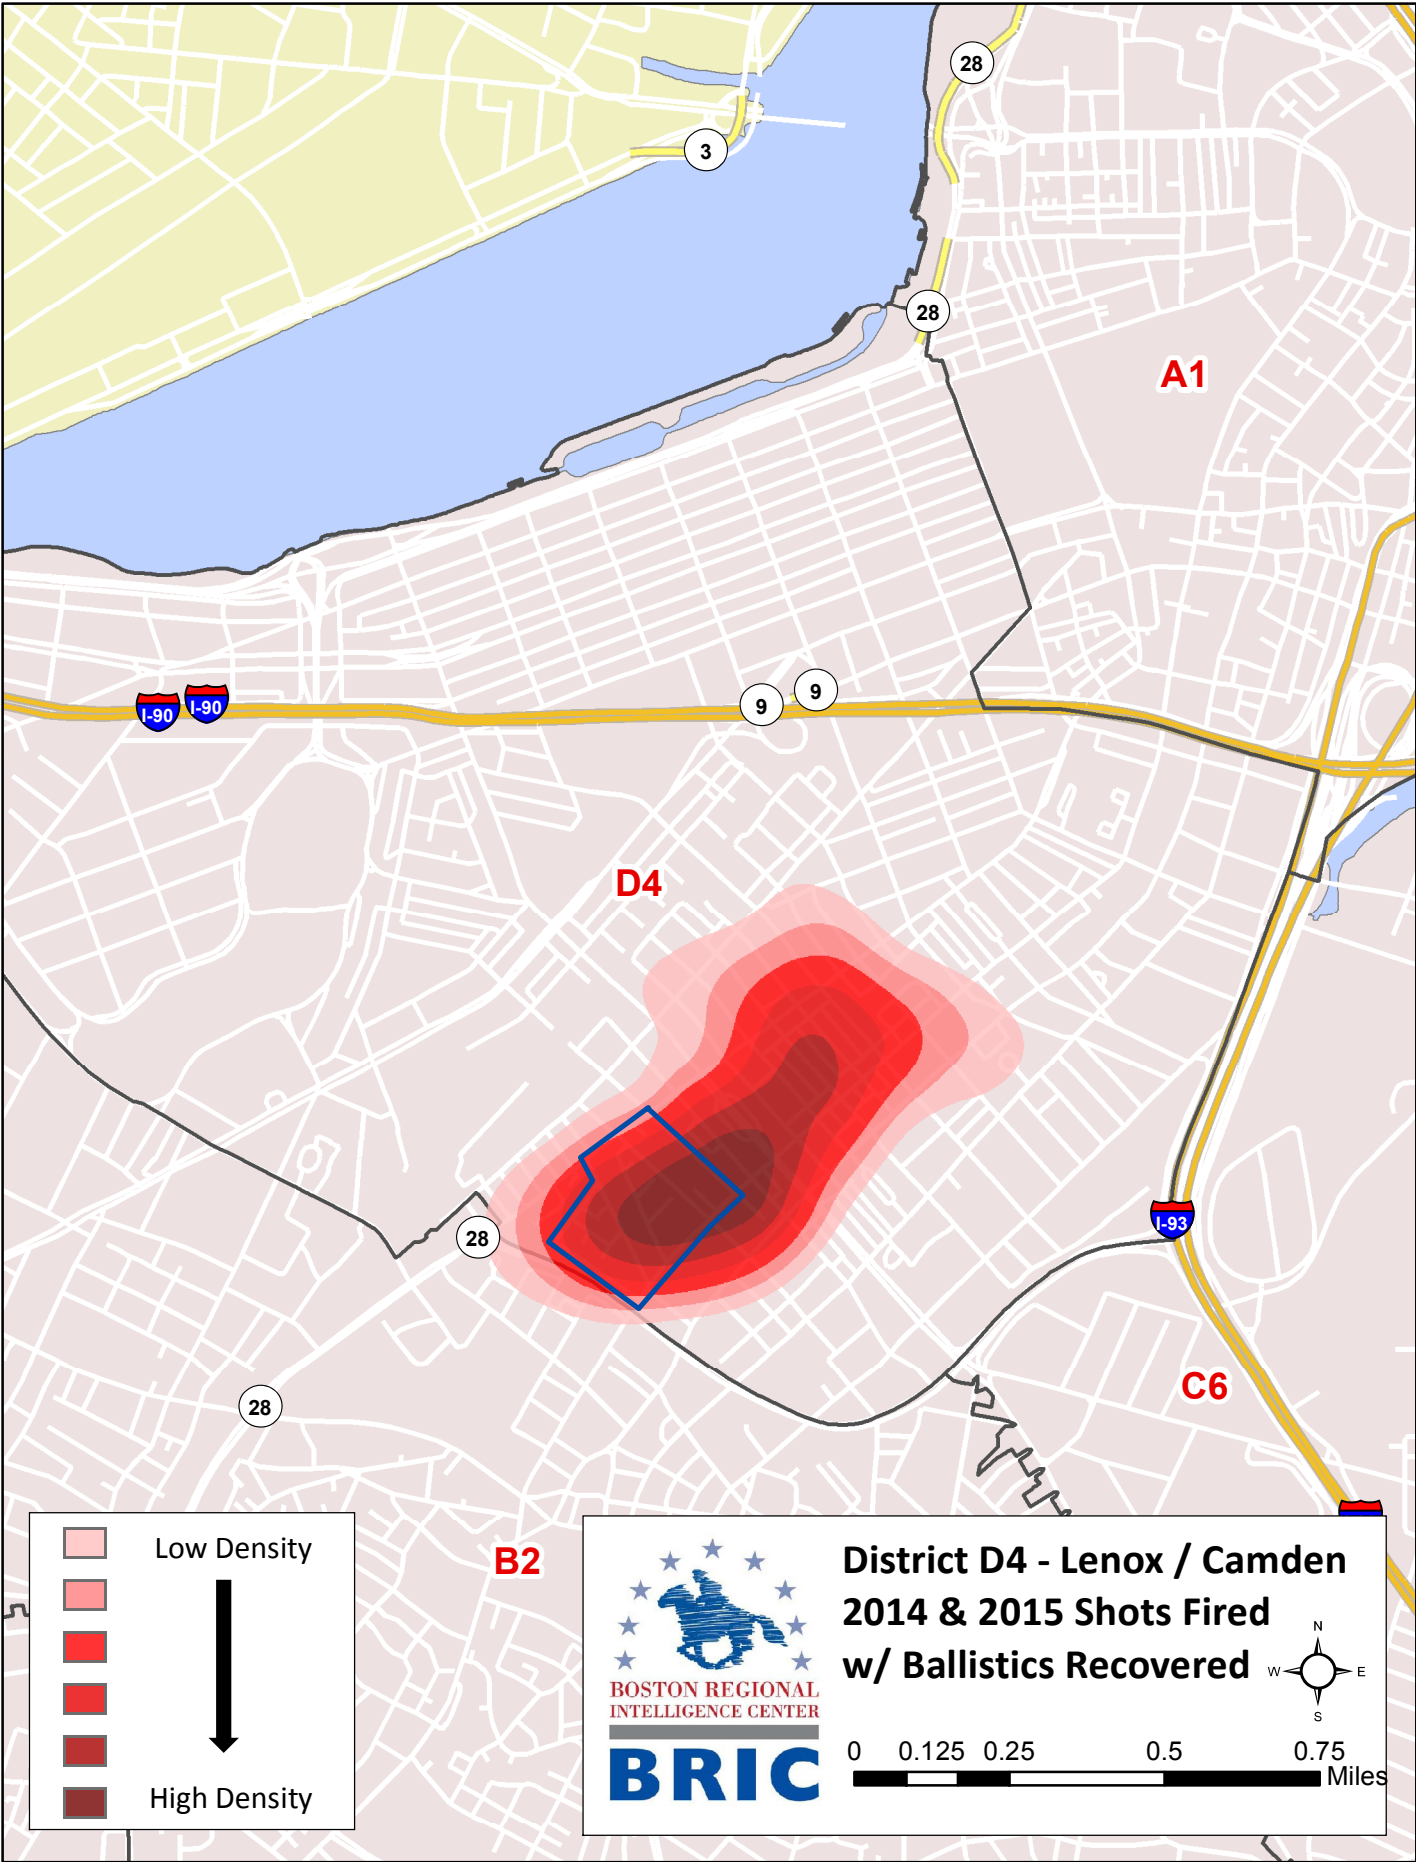 28
3
28
A1
I-90
I-90
9
9
D4
28
I-93
28
C6
B2
Low Density
High Density
BOSTON REGIONAL
INTELLIGENCE CENTER
BRIC
District D4 - Lenox / Camden
2014 & 2015 Shots Fired
w/ Ballistics Recovered
N
W E
S
0 0.125 0.25 0.5 0.75
Miles